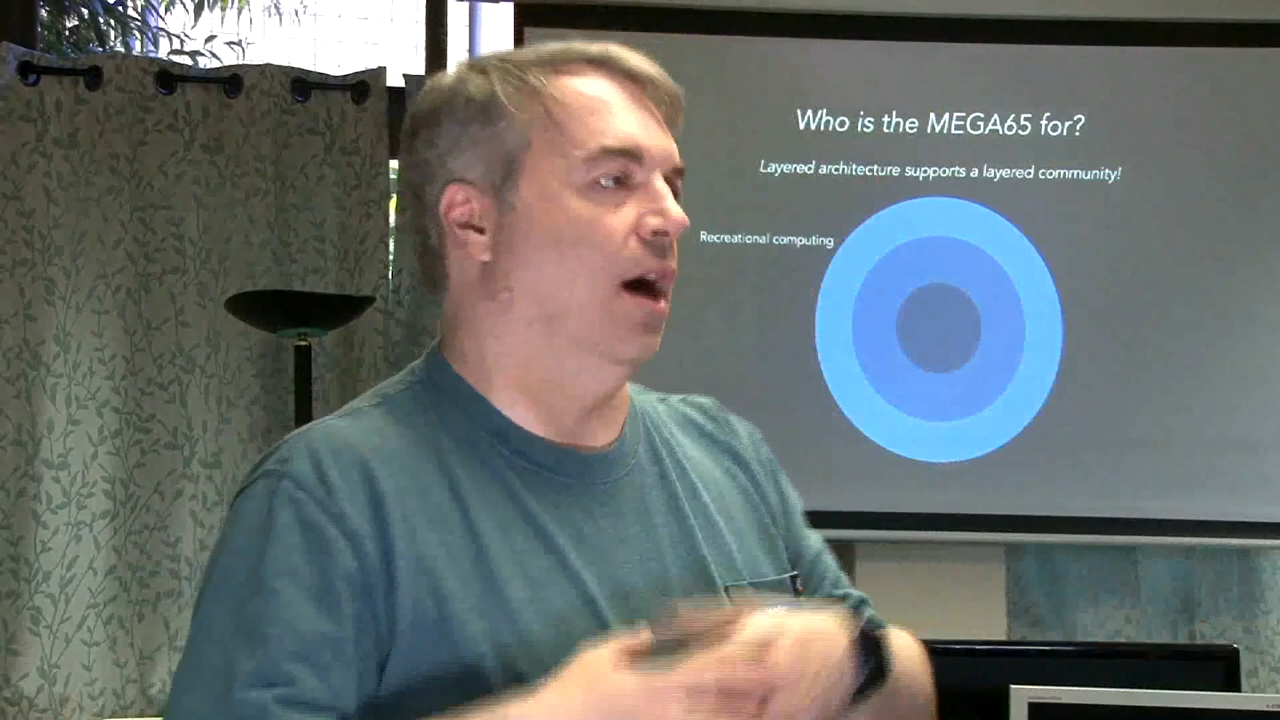 Who is the MEGA65 for?
Layered architecture supports a layered community!
Recreational computing